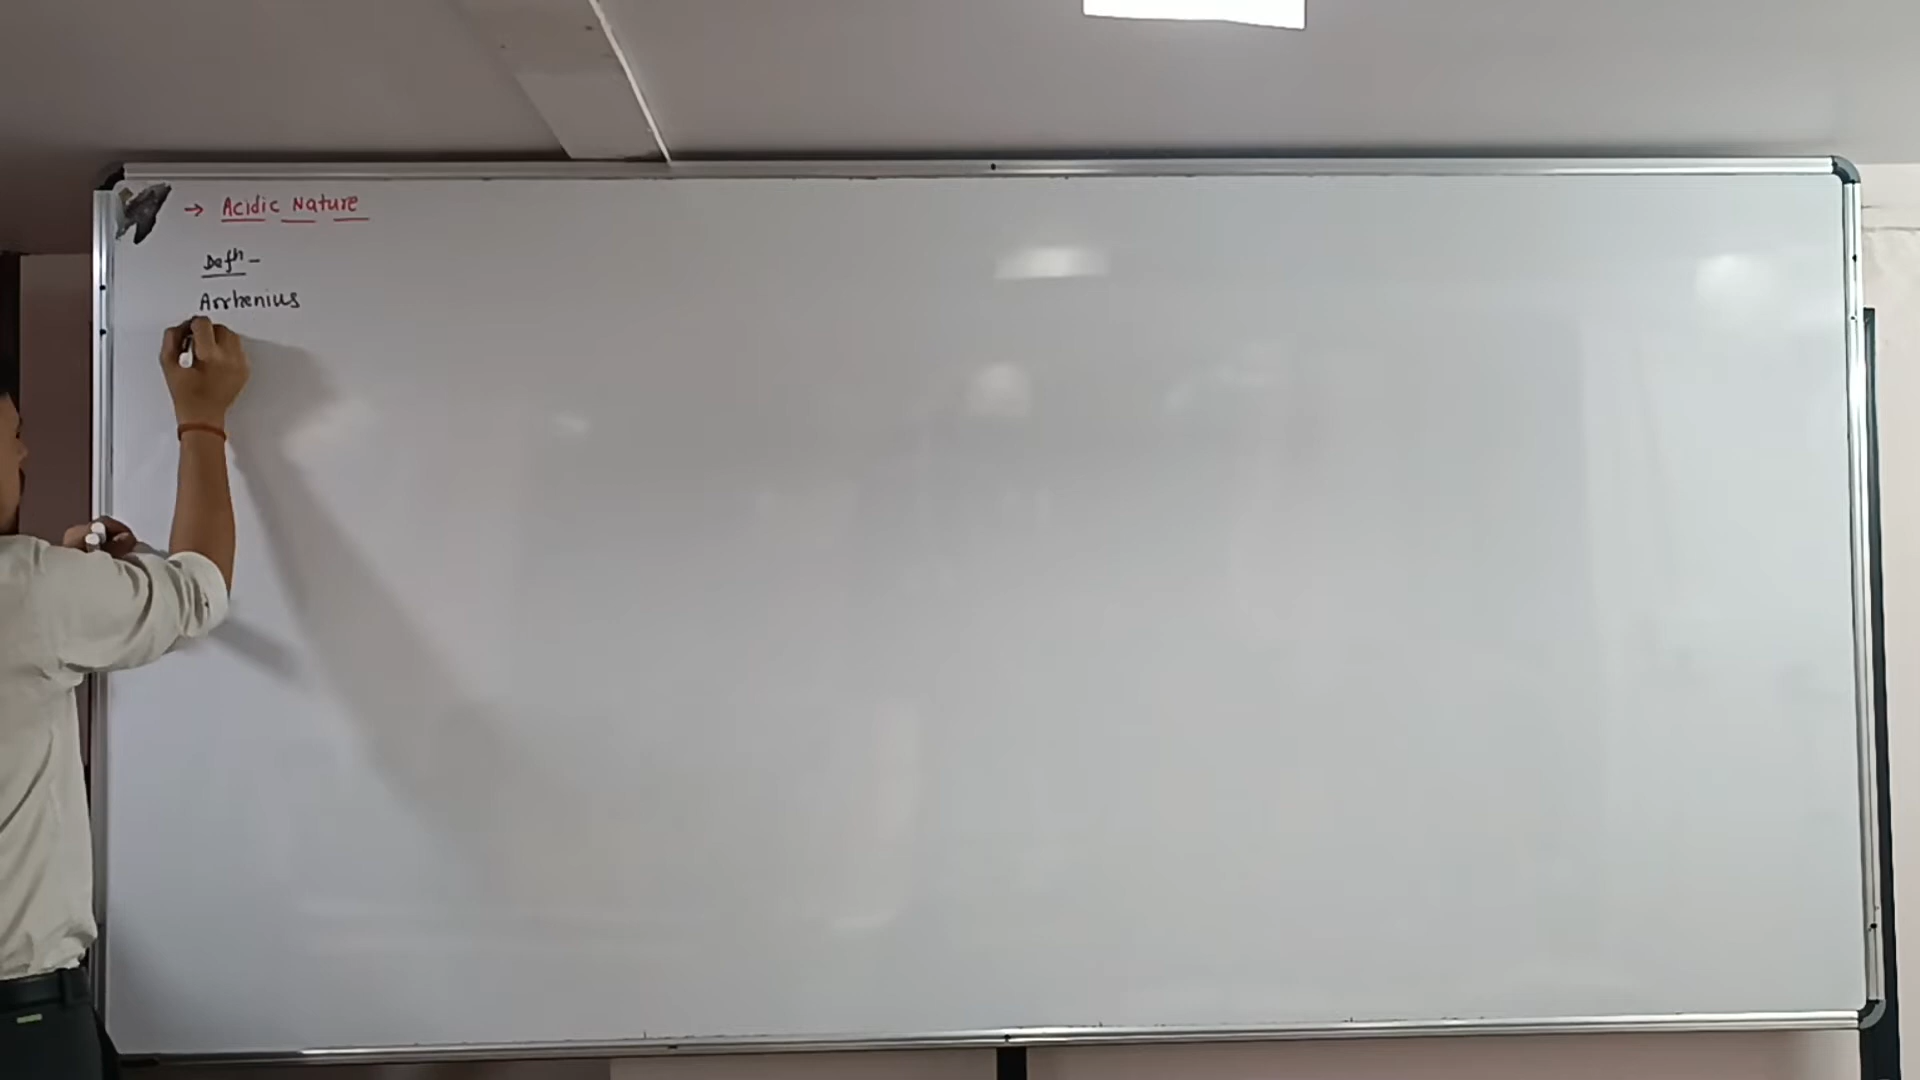 → Acidic Nature
Defn -
Arrhenius